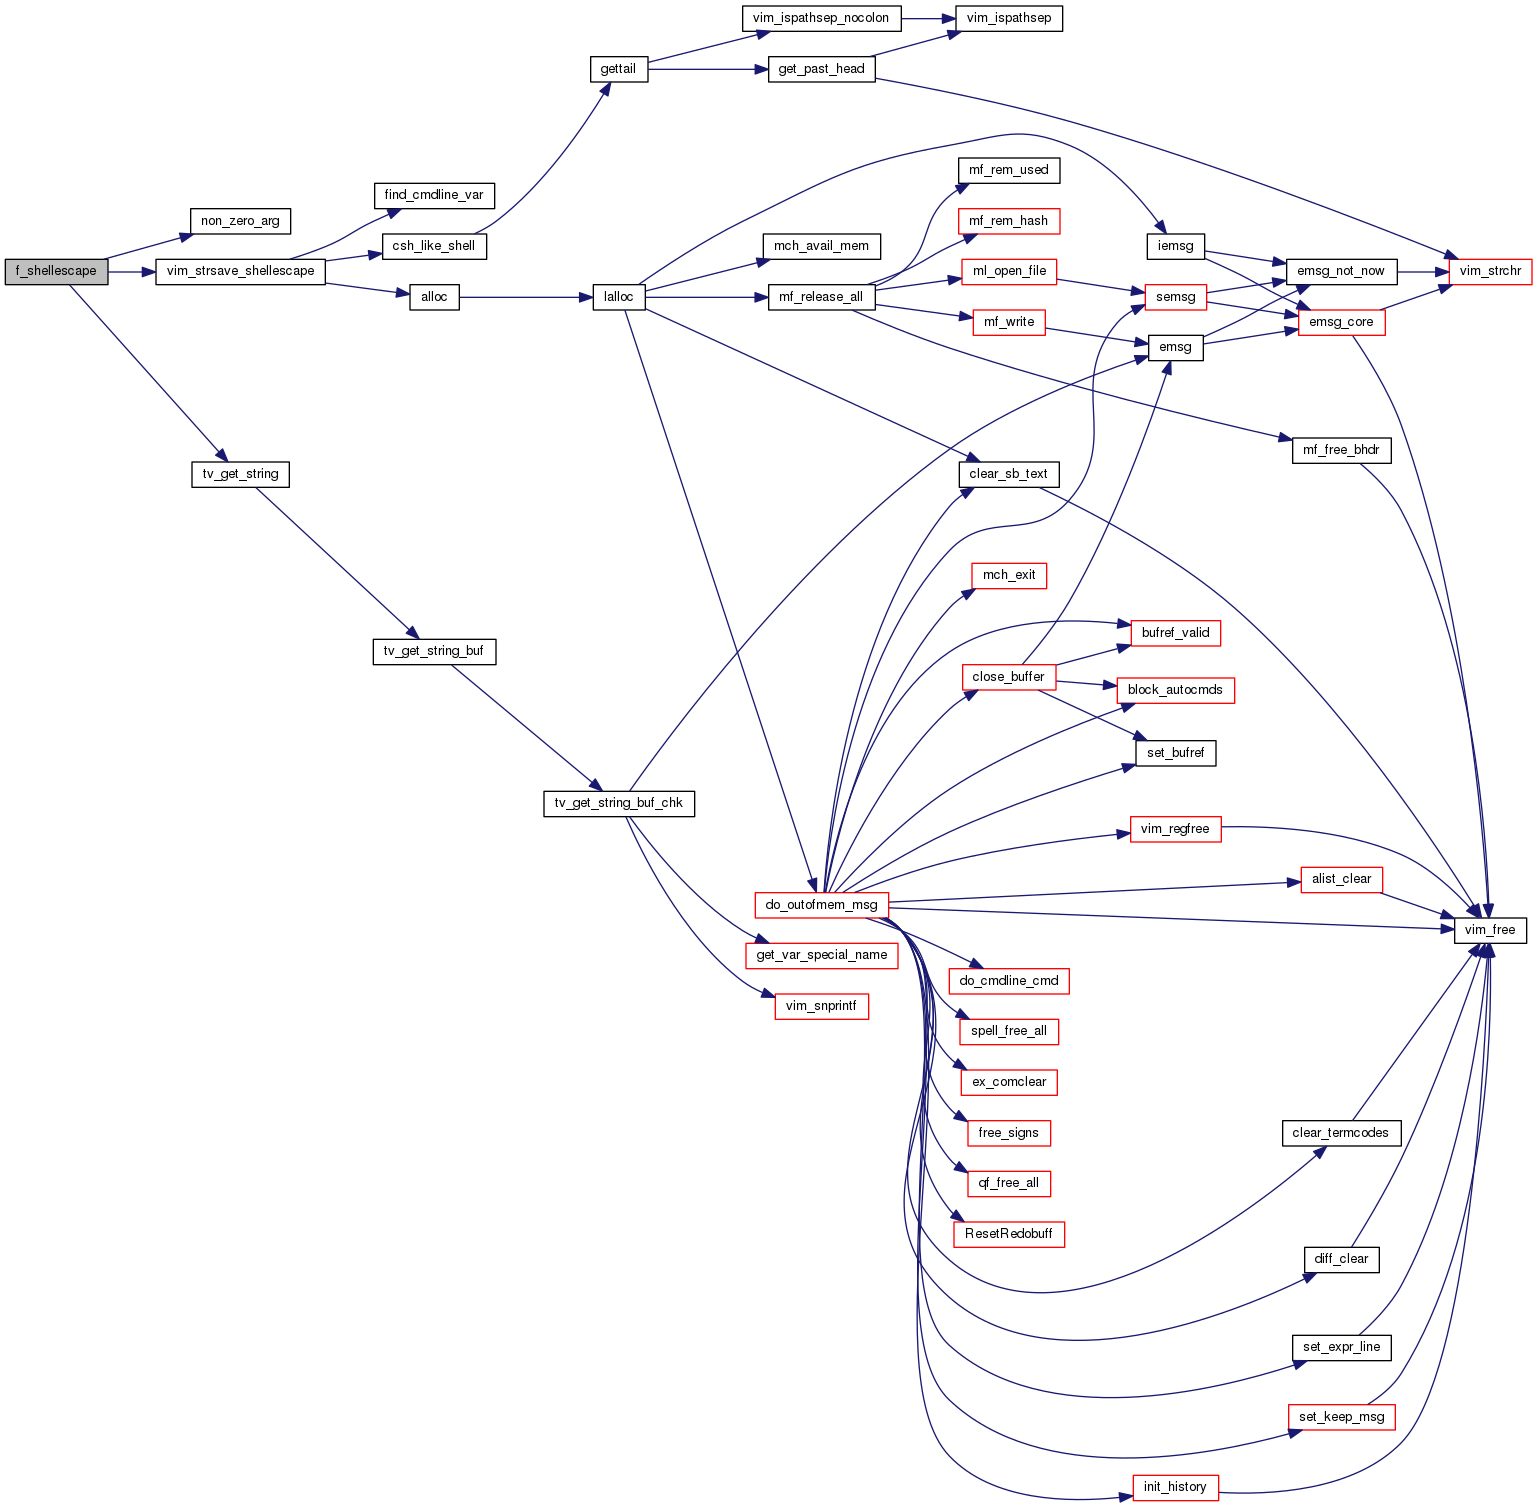 vim_ispathsep_nocolon
vim_ispathsep
gettail
get_past_head
mf_rem_used
find_cmdline_var
non_zero_arg
mf_rem_hash
csh_like_shell
mch_avail_mem
iemsg
f_shellescape
vim_strsave_shellescape
ml_open_file
emsg_not_now
vim_strchr
alloc
lalloc
mf_release_all
semsg
mf_write
emsg_core
emsg
mf_free_bhdr
tv_get_string
clear_sb_text
mch_exit
bufref_valid
tv_get_string_buf
close_buffer
block_autocmds
set_bufref
tv_get_string_buf_chk
vim_regfree
alist_clear
do_outofmem_msg
vim_free
get_var_special_name
do_cmdline_cmd
vim_snprintf
spell_free_all
ex_comclear
free_signs
clear_termcodes
qf_free_all
ResetRedobuff
diff_clear
set_expr_line
set_keep_msg
init_history